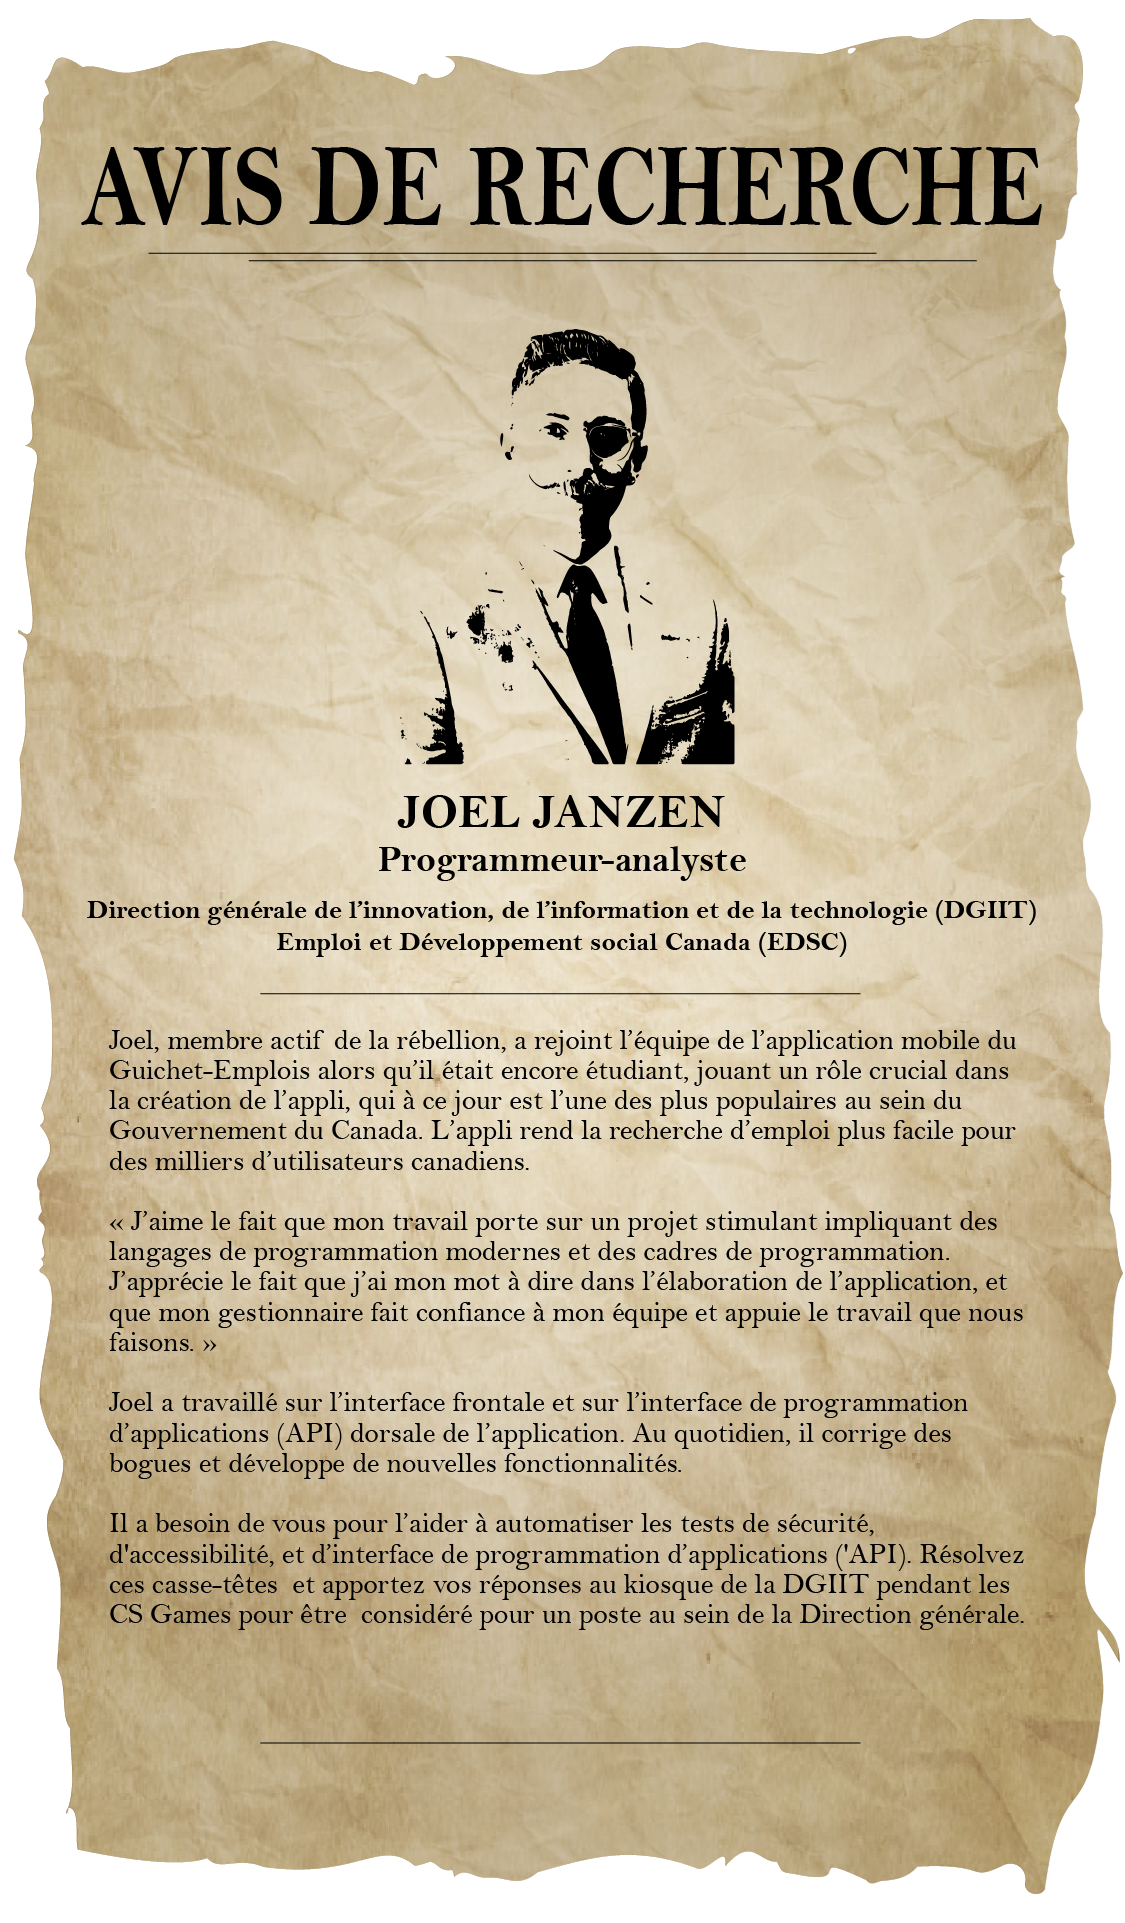 AVIS DE RECHERCHE
JOEL JANZEN
Programmeur-analyste
Direction générale de l’innovation, de l’information et de la technologie (DGIIT)
Emploi et Développement social Canada (EDSC)
Joel, membre actif  de la rébellion, a rejoint l’équipe de l’application mobile du
Guichet-Emplois alors qu’il était encore étudiant, jouant un rôle crucial dans
la création de l’appli, qui à ce jour est l’une des plus populaires au sein du
Gouvernement du Canada. L’appli rend la recherche d’emploi plus facile pour
des milliers d’utilisateurs canadiens.
« J’aime le fait que mon travail porte sur un projet stimulant impliquant des
langages de programmation modernes et des cadres de programmation.
J’apprécie le fait que j’ai mon mot à dire dans l’élaboration de l’application, et
que mon gestionnaire fait confiance à mon équipe et appuie le travail que nous
faisons. »
Joel a travaillé sur l’interface frontale et sur l’interface de programmation
d’applications (API) dorsale de l’application. Au quotidien, il corrige des
bogues et développe de nouvelles fonctionnalités.
Il a besoin de vous pour l’aider à automatiser les tests de sécurité,
d'accessibilité, et d’interface de programmation d’applications ('API). Résolvez
ces casse-têtes  et apportez vos réponses au kiosque de la DGIIT pendant les
CS Games pour être  considéré pour un poste au sein de la Direction générale.